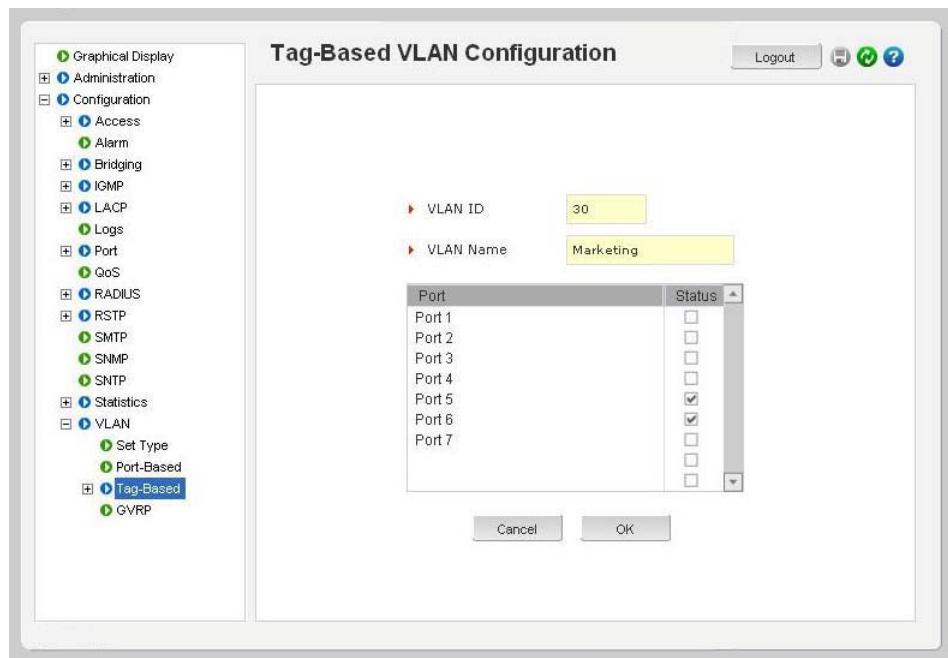 Graphical Display
Administration
Configuration
Access
Alarm
Bridging
IGMP
LACP
Logs
Port
QoS
RADIUS
RSTP
SMTP
SNMP
SNTP
Statistics
VLAN
Set Type
Port-Based
Tag-Based
GVRP
Tag-Based VLAN Configuration
Logout
VLAN ID 30
VLAN Name Marketing
Port Status
Port 1
Port 2
Port 3
Port 4
Port 5
Port 6
Port 7
Cancel OK